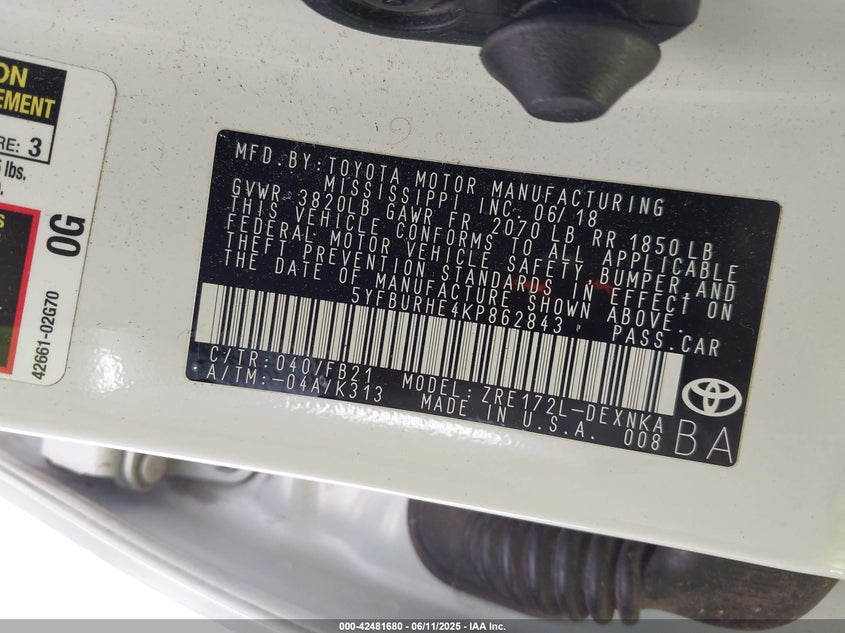 ON
EMENT
RE: 3
lbs.
0G
42661-02G70
MFD.BY:TOYOTA MOTOR MANUFACTURING
MISSISSIPPI INC. 06/18
GVWR 3820LB GAWR FR 2070 LB RR 1850LB
THIS VEHICLE CONFORMS TO ALL APPLICABLE
FEDERAL MOTOR VEHICLE SAFETY, BUMPER AND
THEFT PREVENTION STANDARDS IN EFFECT ON
THE DATE OF MANUFACTURE SHOWN ABOVE.
5YFBURHE4KP862843 PASS.CAR
C/TR:040/FB21 MODEL:ZRE172L-DEXNKA
A/TM:-04A/K313 MADE IN U.S.A. 008 BA
000-42481680 - 06/11/2025 - IAA Inc.